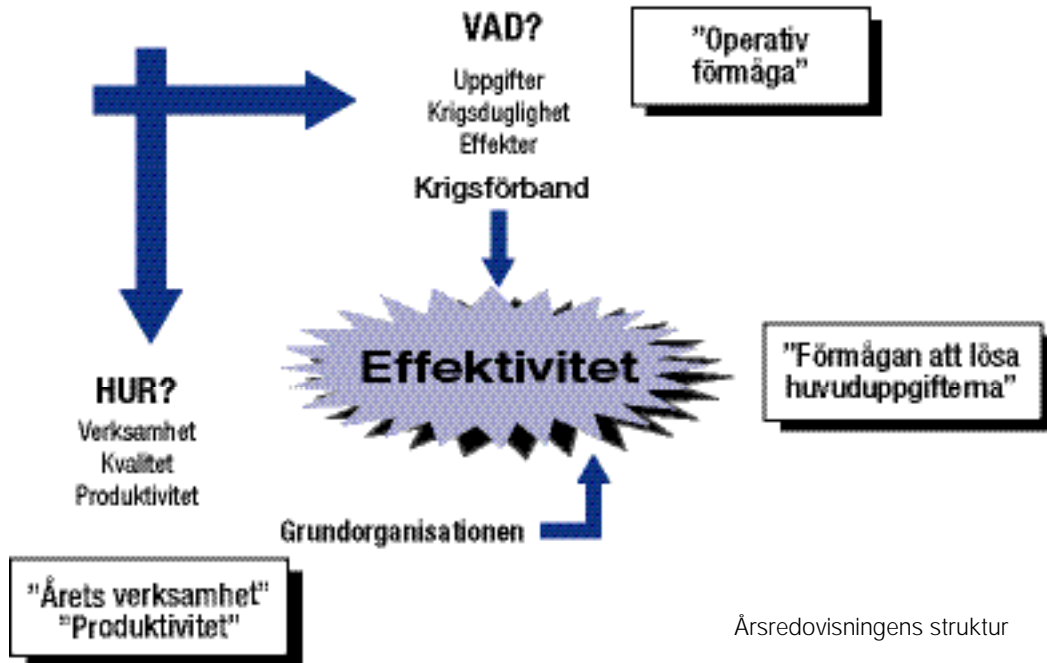 VAD?
Uppgifter
Krigsduglighet
Effekter
Krigsförband
"Operativ
förmåga"
Effektivitet
"Förmågan att lösa
huvuduppgifterna"
HUR?
Verksamhet
Kvalitet
Produktivitet
Grundorganisationen
"Årets verksamhet"
"Produktivitet"
Årsredovisningens struktur